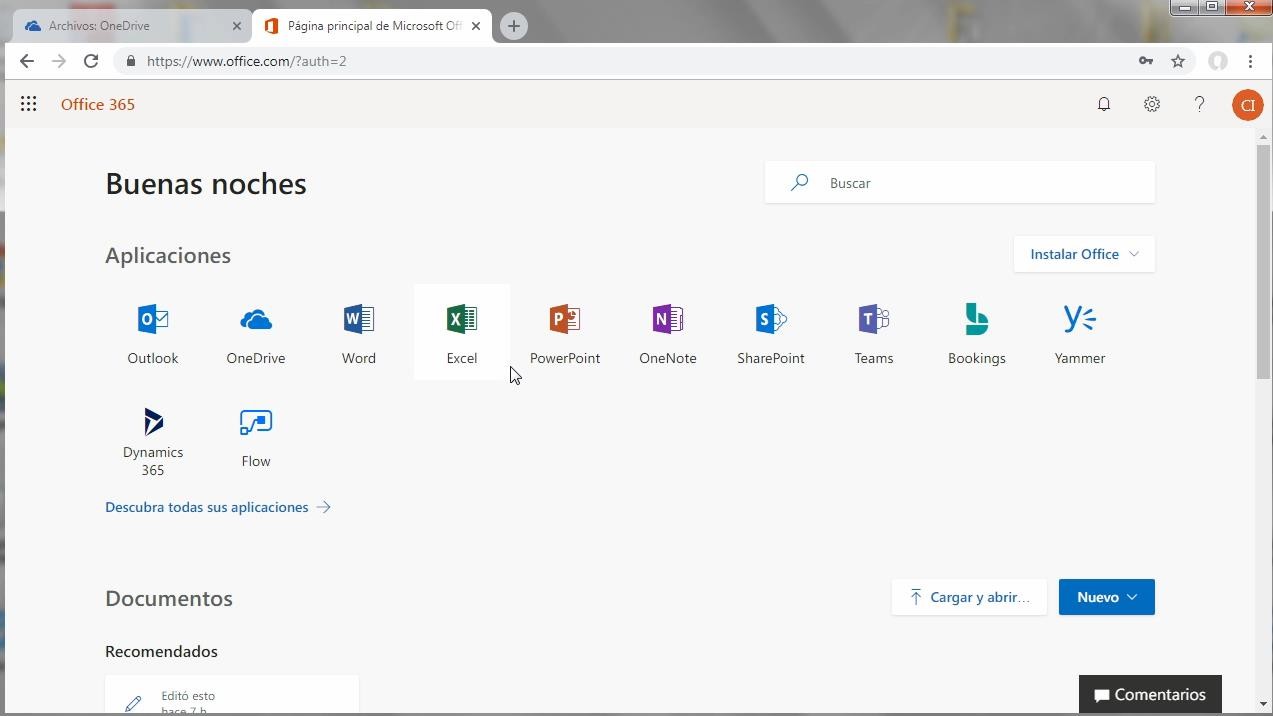 Archivos: OneDrive
Página principal de Microsoft Off
https://www.office.com/?auth=2
Office 365
CI
Buenas noches
Buscar
Aplicaciones
Instalar Office
Outlook
OneDrive
Word
Excel
PowerPoint
OneNote
SharePoint
Teams
Bookings
Yammer
Dynamics
365
Flow
Descubra todas sus aplicaciones
Documentos
Cargar y abrir...
Nuevo
Recomendados
Editó esto
hace 7 h
Comentarios